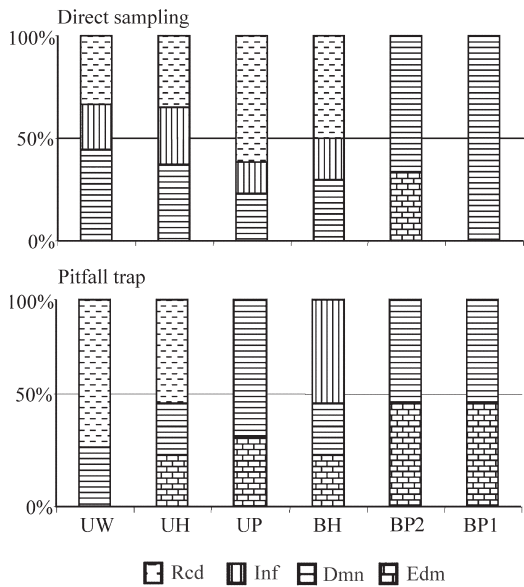 Direct sampling
100%
50%
0%
Pitfall trap
100%
50%
0%
UW UH UP BH BP2 BP1
Rcd Inf Dmn Edm